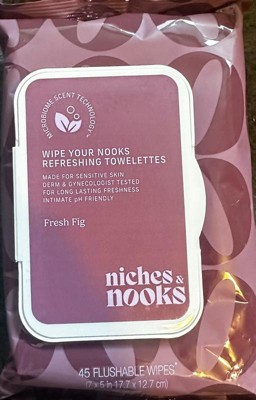 MICROBIOME SCENT TECHNOLOGY™
WIPE YOUR NOOKS
REFRESHING TOWELETTES
MADE FOR SENSITIVE SKIN
DERM & GYNECOLOGIST TESTED
FOR LONG LASTING FRESHNESS
INTIMATE pH FRIENDLY
Fresh Fig
niches &
nooks
45 FLUSHABLE WIPES*
(7 x 5 in 17.7 x 12.7 cm)